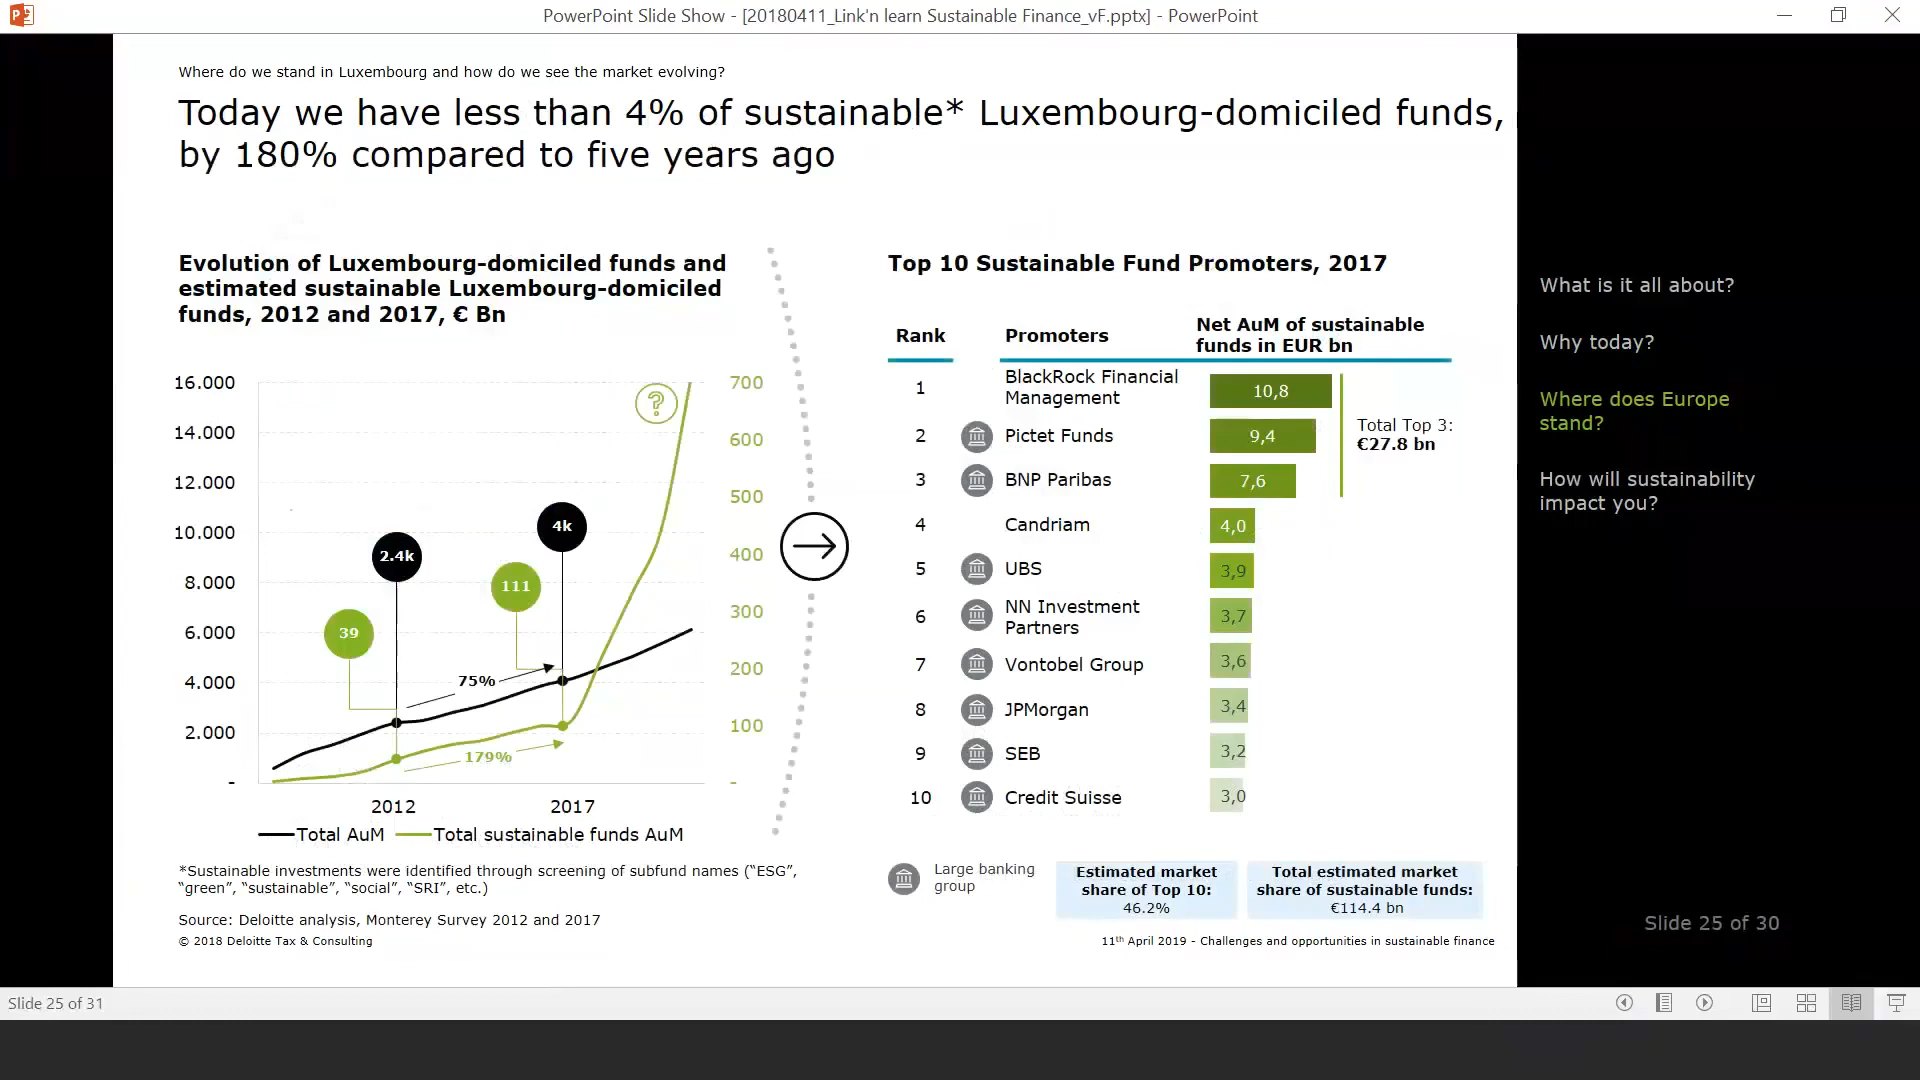 PowerPoint Slide Show - [20180411_Link'n learn Sustainable Finance_vF.pptx] - PowerPoint
Where do we stand in Luxembourg and how do we see the market evolving?
Today we have less than 4% of sustainable* Luxembourg-domiciled funds,
by 180% compared to five years ago
Evolution of Luxembourg-domiciled funds and
estimated sustainable Luxembourg-domiciled
funds, 2012 and 2017, € Bn
16.000
14.000
12.000
10.000
8.000
6.000
4.000
2.000
-
700
600
500
400
300
200
100
-
?
39
2.4k
111
4k
75%
179%
2012
2017
Total AuM
Total sustainable funds AuM
*Sustainable investments were identified through screening of subfund names (“ESG”,
“green”, “sustainable”, “social”, “SRI”, etc.)
Source: Deloitte analysis, Monterey Survey 2012 and 2017
© 2018 Deloitte Tax & Consulting
Top 10 Sustainable Fund Promoters, 2017
Rank
Promoters
Net AuM of sustainable
funds in EUR bn
1
BlackRock Financial
Management
10,8
2
Pictet Funds
9,4
3
BNP Paribas
7,6
Total Top 3:
€27.8 bn
4
Candriam
4,0
5
UBS
3,9
6
NN Investment
Partners
3,7
7
Vontobel Group
3,6
8
JPMorgan
3,4
9
SEB
3,2
10
Credit Suisse
3,0
Large banking
group
Estimated market
share of Top 10:
46.2%
Total estimated market
share of sustainable funds:
€114.4 bn
11th April 2019 - Challenges and opportunities in sustainable finance
What is it all about?
Why today?
Where does Europe
stand?
How will sustainability
impact you?
Slide 25 of 30
Slide 25 of 31